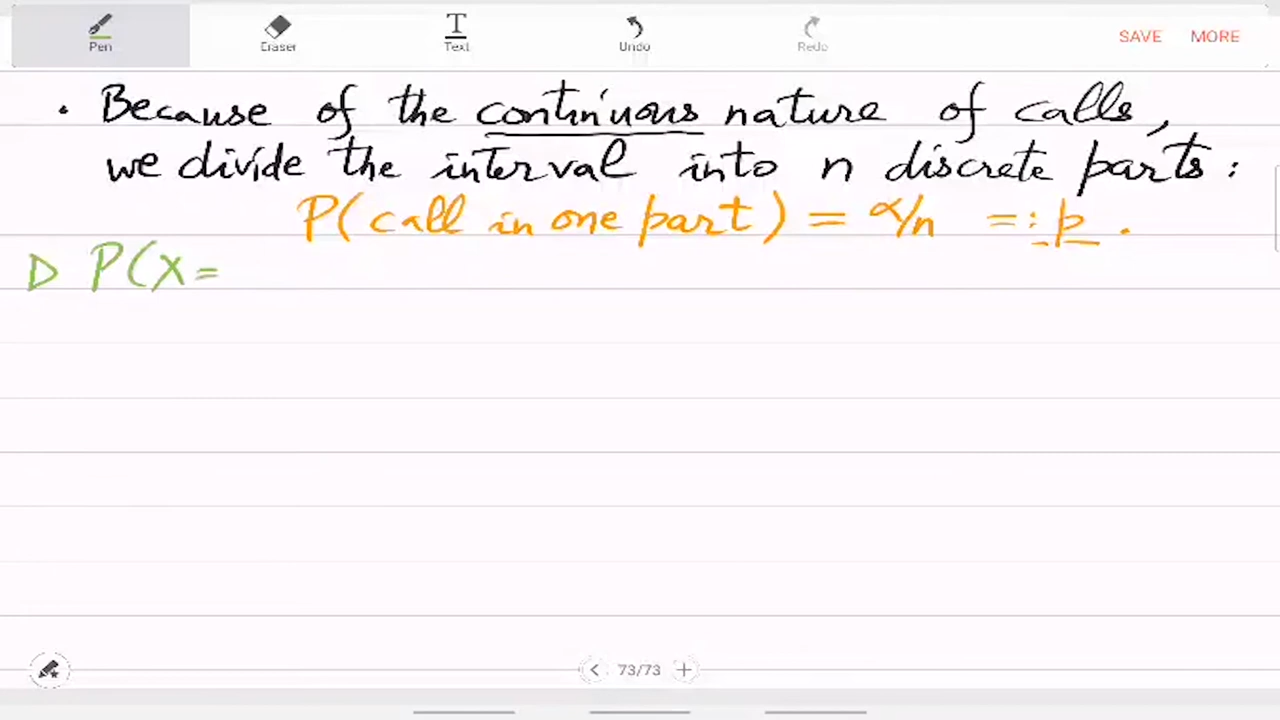 Pen Eraser Text Undo Redo SAVE MORE
• Because of the continuous nature of calls,
we divide the interval into n discrete parts :
P(call in one part) = α/n =: p .
▷ P(X =
73/73